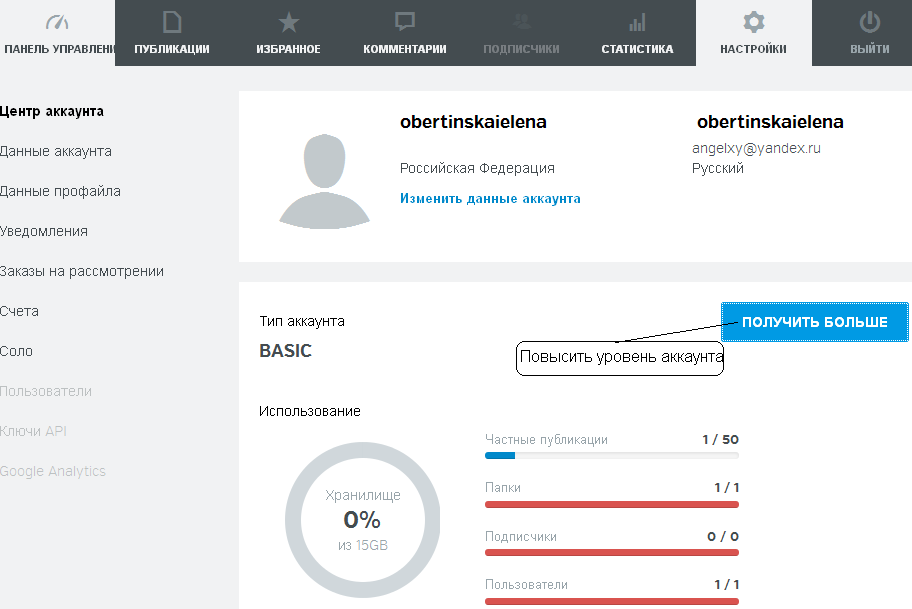 ПАНЕЛЬ УПРАВЛЕНИ
ПУБЛИКАЦИИ
ИЗБРАННОЕ
КОММЕНТАРИИ
ПОДПИСЧИКИ
СТАТИСТИКА
НАСТРОЙКИ
ВЫЙТИ
Центр аккаунта
Данные аккаунта
Данные профайла
Уведомления
Заказы на рассмотрении
Счета
Соло
Пользователи
Ключи API
Google Analytics
obertinskaielena
Российская Федерация
Изменить данные аккаунта
obertinskaielena
angelxy@yandex.ru
Русский
Тип аккаунта
BASIC
ПОЛУЧИТЬ БОЛЬШЕ
Повысить уровень аккаунта
Использование
Хранилище
0%
из 15GB
Частные публикации 1 / 50
Папки 1 / 1
Подписчики 0 / 0
Пользователи 1 / 1